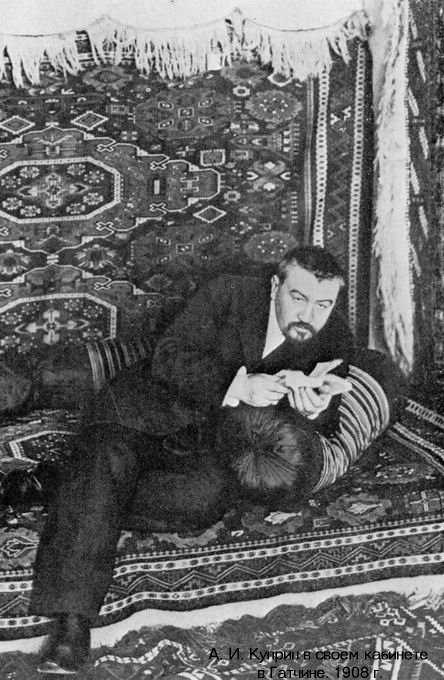 А. И. Куприн в своем кабинете
в Гатчине. 1908 г.